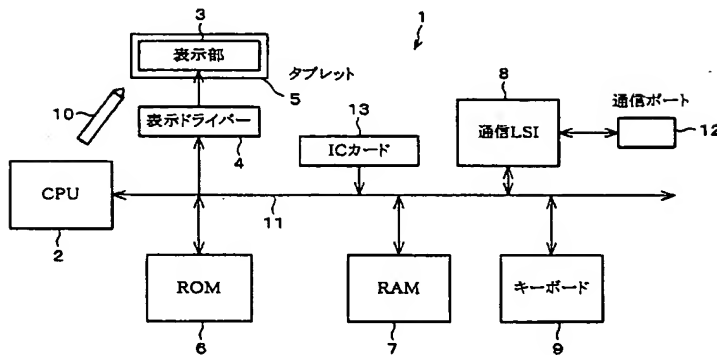 3
1
表示部
タブレット
5
8
10
13
通信ポート
表示ドライバー
4
ICカード
通信LSI
12
CPU
11
2
ROM
RAM
キーボード
6
7
9